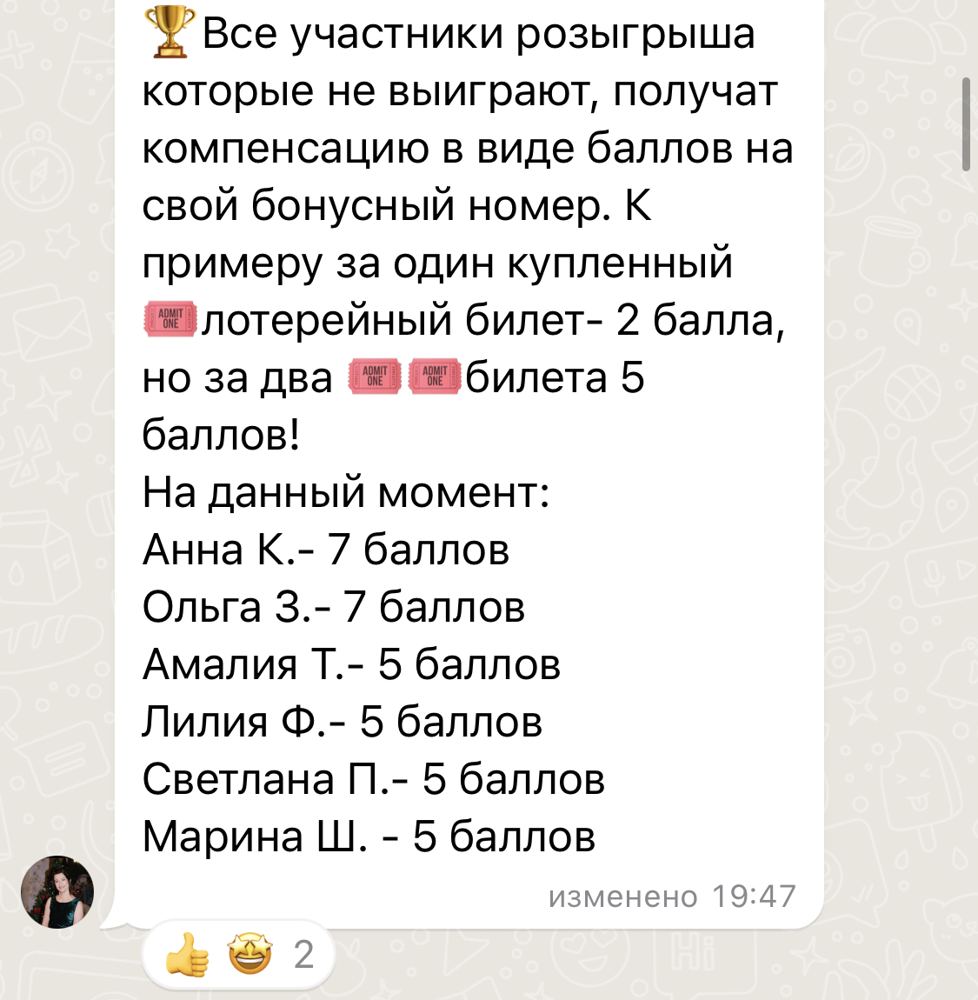 🏆Все участники розыгрыша
которые не выиграют, получат
компенсацию в виде баллов на
свой бонусный номер. К
примеру за один купленный
🎟лотерейный билет- 2 балла,
но за два 🎟🎟билета 5
баллов!
На данный момент:
Анна К.- 7 баллов
Ольга З.- 7 баллов
Амалия Т.- 5 баллов
Лилия Ф.- 5 баллов
Светлана П.- 5 баллов
Марина Ш. - 5 баллов
изменено 19:47
👍 🤩 2